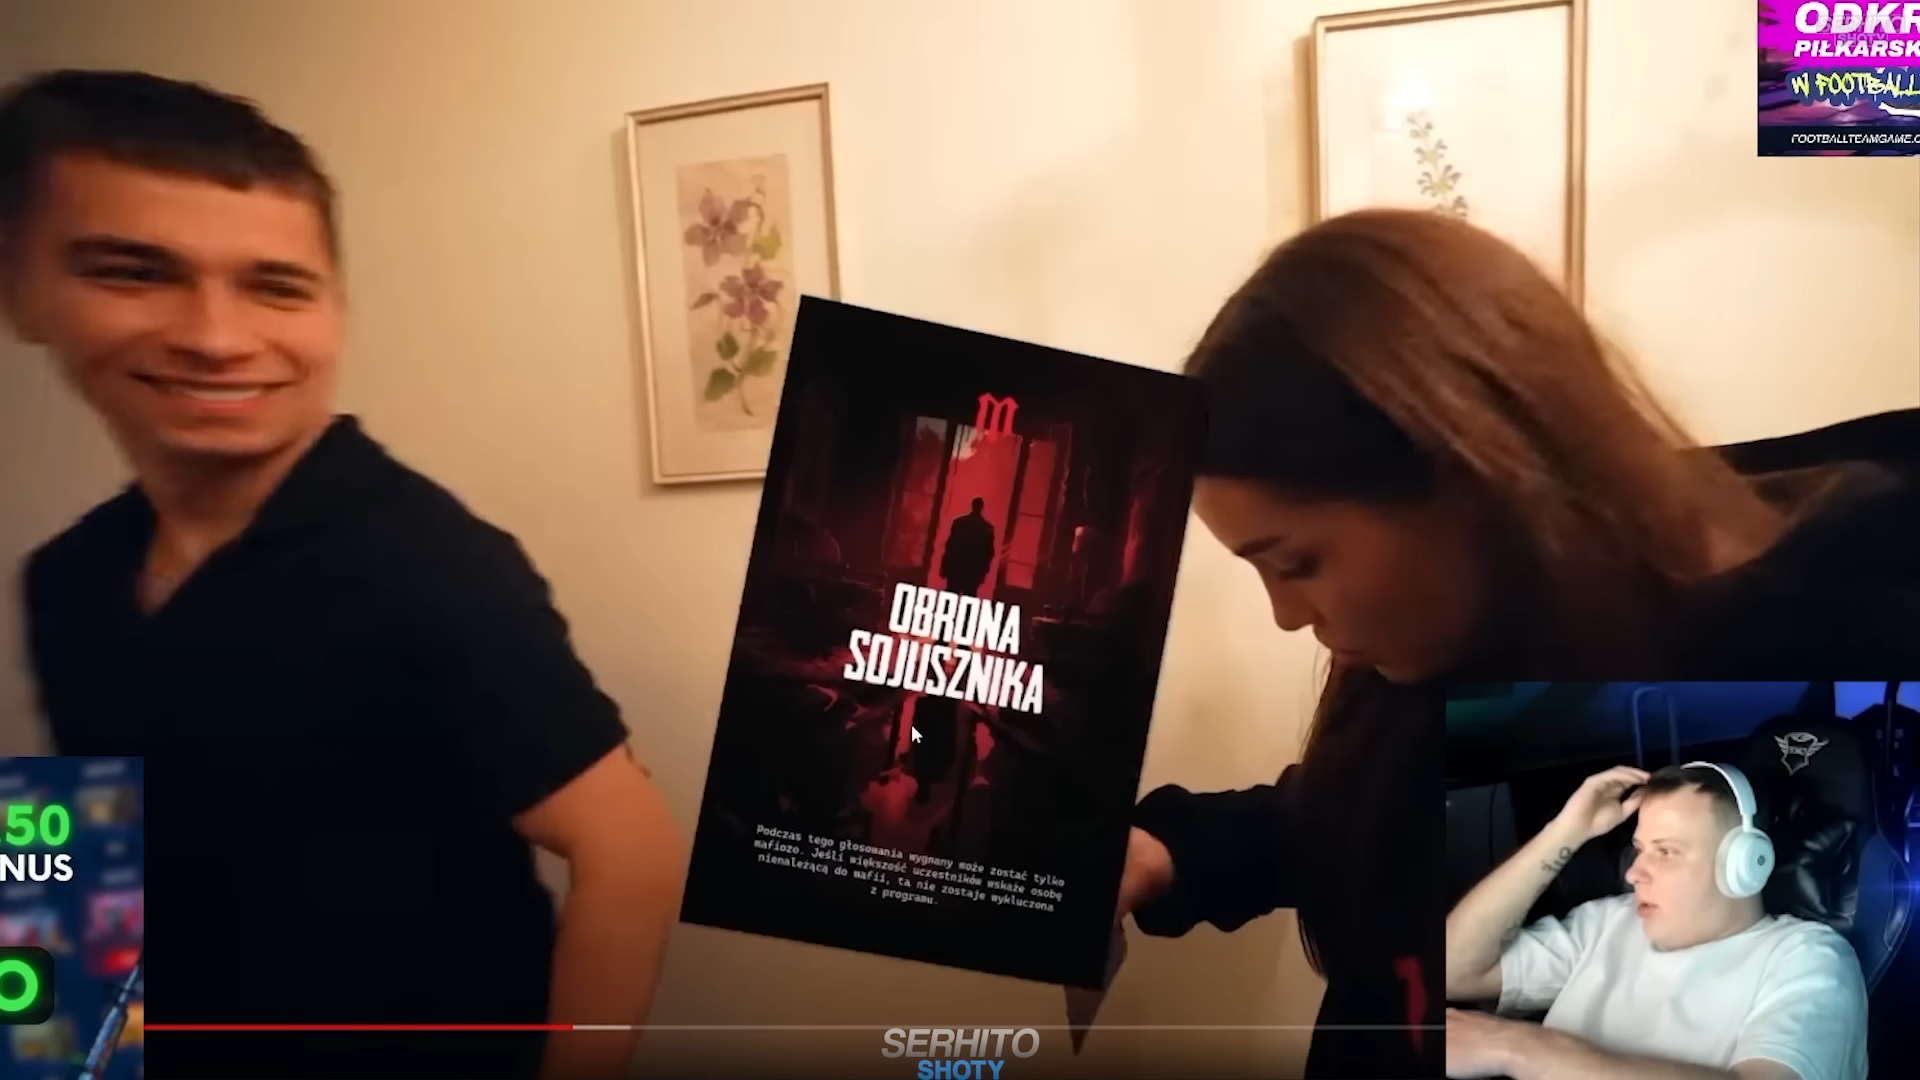 ODKR
PIŁKARSK
W FOOTBALL
FOOTBALLTEAMGAME.C
M
OBRONA
SOJUSZNIKA
Podczas tego głosowania wygnany może zostać tylko
mafiozo. Jeśli większość uczestników wskaże osobę
nienależącą do mafii, ta nie zostaje wykluczona
z programu.
50
NUS
O
SERHITO
SHOTY